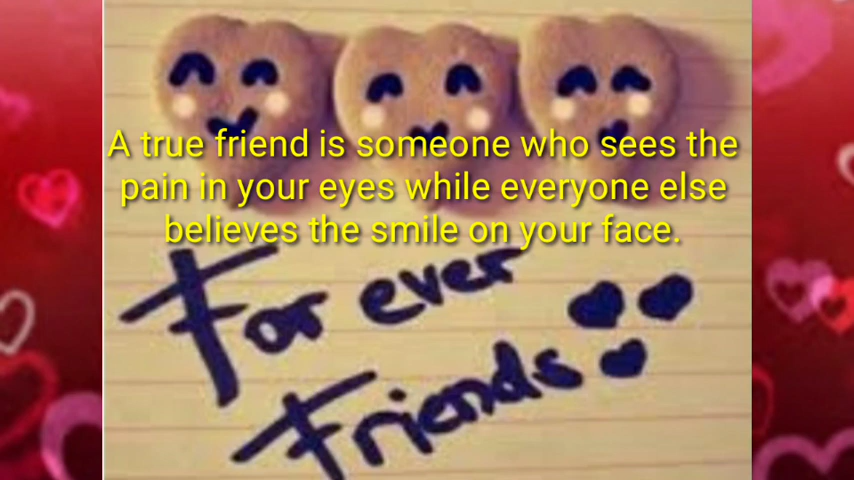 A true friend is someone who sees the
pain in your eyes while everyone else
believes the smile on your face.
For ever
Friends